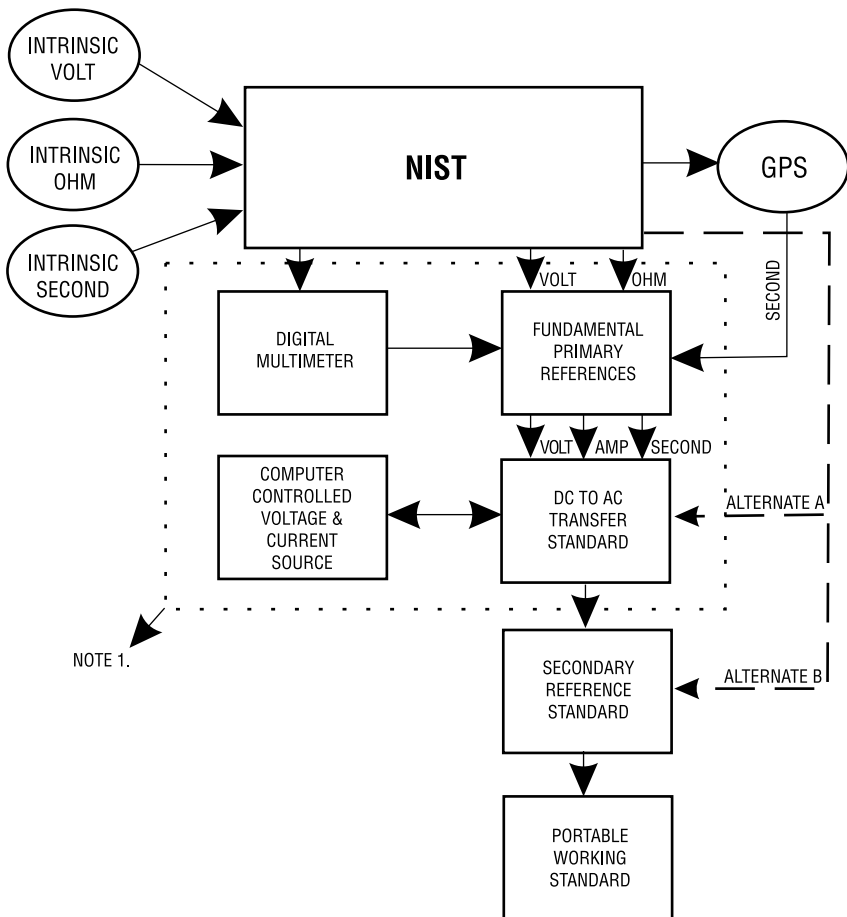 INTRINSIC
VOLT
INTRINSIC
OHM
INTRINSIC
SECOND
NIST
GPS
VOLT
OHM
SECOND
DIGITAL
MULTIMETER
FUNDAMENTAL
PRIMARY
REFERENCES
VOLT
AMP
SECOND
COMPUTER
CONTROLLED
VOLTAGE &
CURRENT
SOURCE
DC TO AC
TRANSFER
STANDARD
ALTERNATE A
NOTE 1.
SECONDARY
REFERENCE
STANDARD
ALTERNATE B
PORTABLE
WORKING
STANDARD